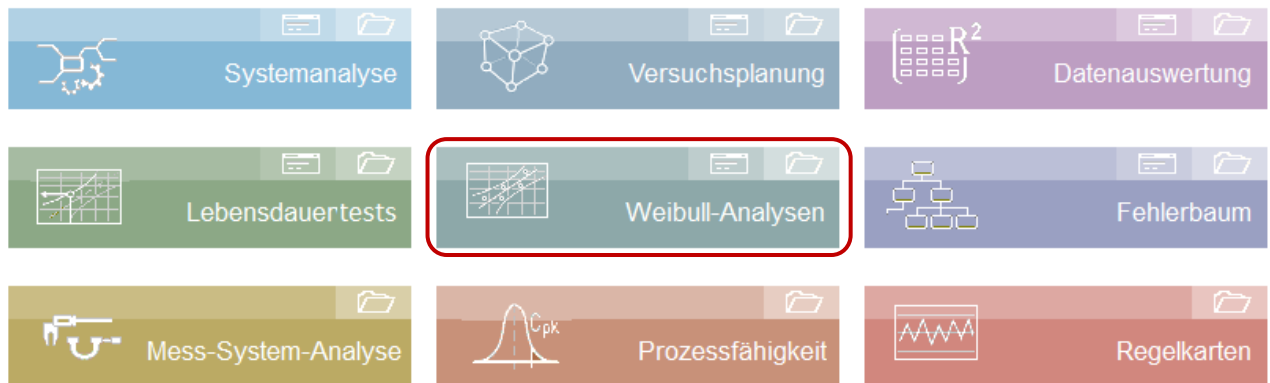 Systemanalyse
Versuchsplanung
R²
Datenauswertung
Lebensdauertests
Weibull-Analysen
Fehlerbaum
Mess-System-Analyse
Cpk
Prozessfähigkeit
Regelkarten